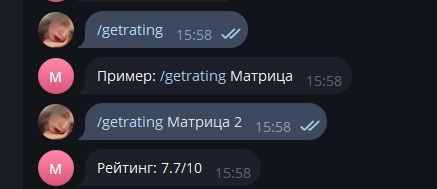 /getrating 15:58
M
Пример: /getrating Матрица 15:58
/getrating Матрица 2 15:58
M
Рейтинг: 7.7/10 15:58